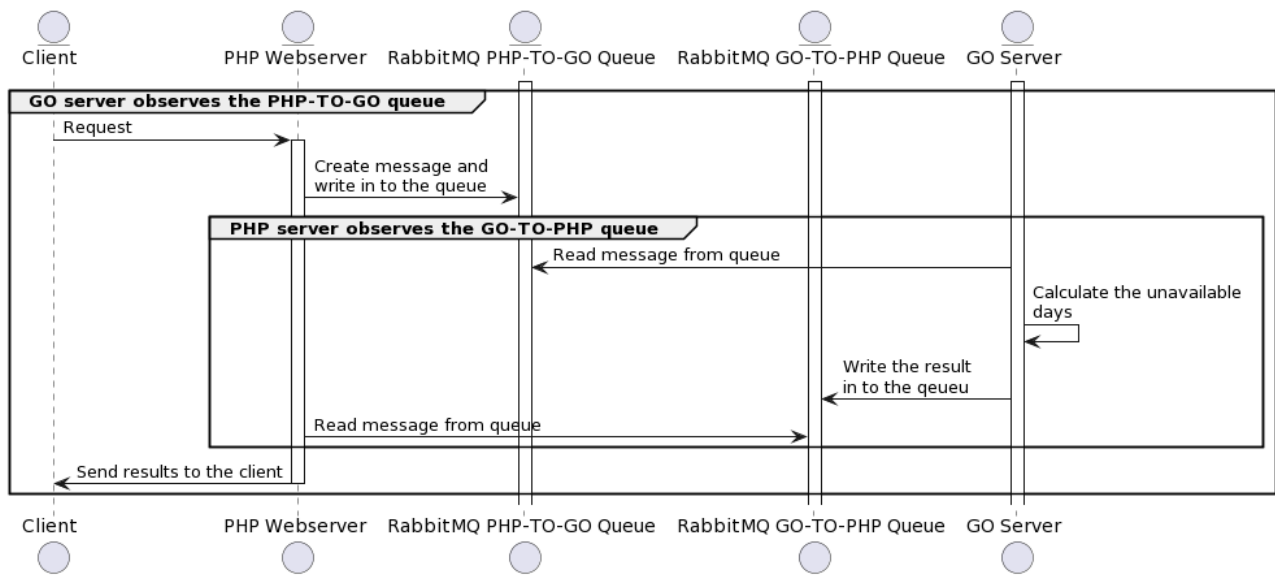 Client
PHP Webserver
RabbitMQ PHP-TO-GO Queue
RabbitMQ GO-TO-PHP Queue
GO Server
GO server observes the PHP-TO-GO queue
Request
Create message and
write in to the queue
PHP server observes the GO-TO-PHP queue
Read message from queue
Calculate the unavailable
days
Write the result
in to the qeueu
Read message from queue
Send results to the client
Client
PHP Webserver
RabbitMQ PHP-TO-GO Queue
RabbitMQ GO-TO-PHP Queue
GO Server